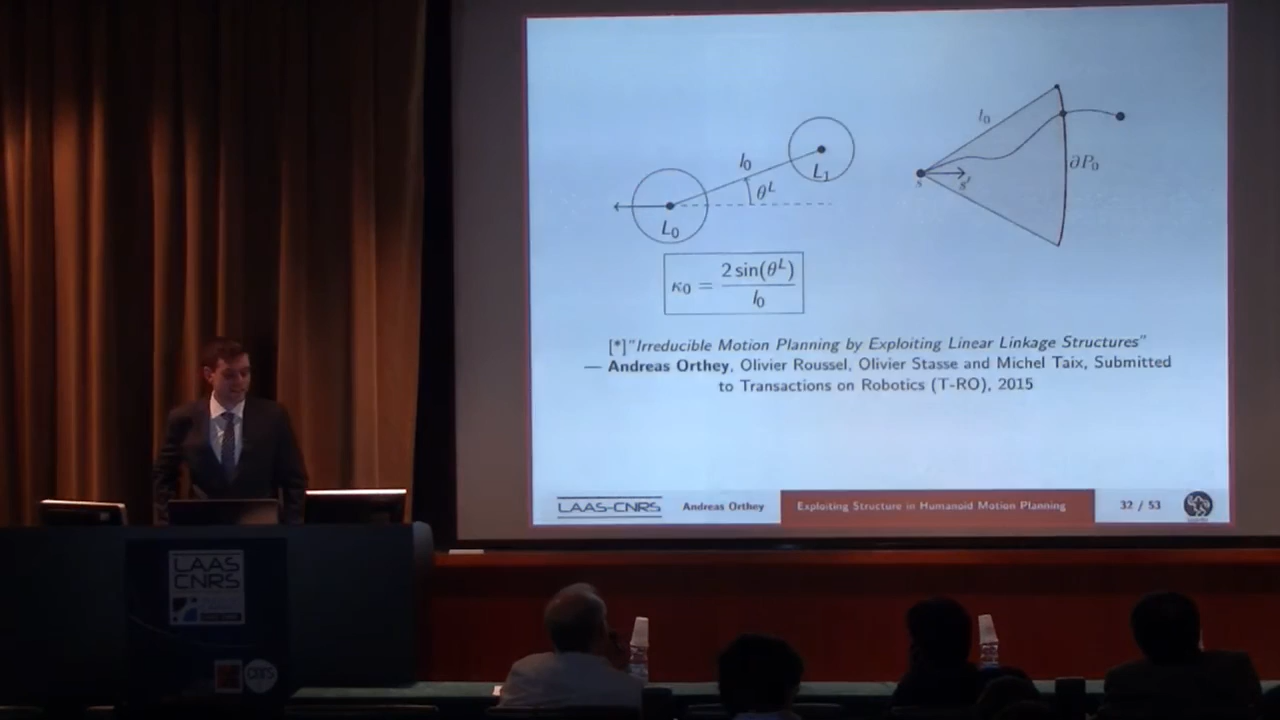 l₀
L₁
θᴸ
L₀
l₀
∂P₀
s
s′
κ₀ = 2 sin(θᴸ) / l₀
[*]"Irreducible Motion Planning by Exploiting Linear Linkage Structures"
— Andreas Orthey, Olivier Roussel, Olivier Stasse and Michel Taix, Submitted
to Transactions on Robotics (T-RO), 2015
LAAS-CNRS Andreas Orthey Exploiting Structure in Humanoid Motion Planning 32 / 53
LAAS
CNRS
CNRS